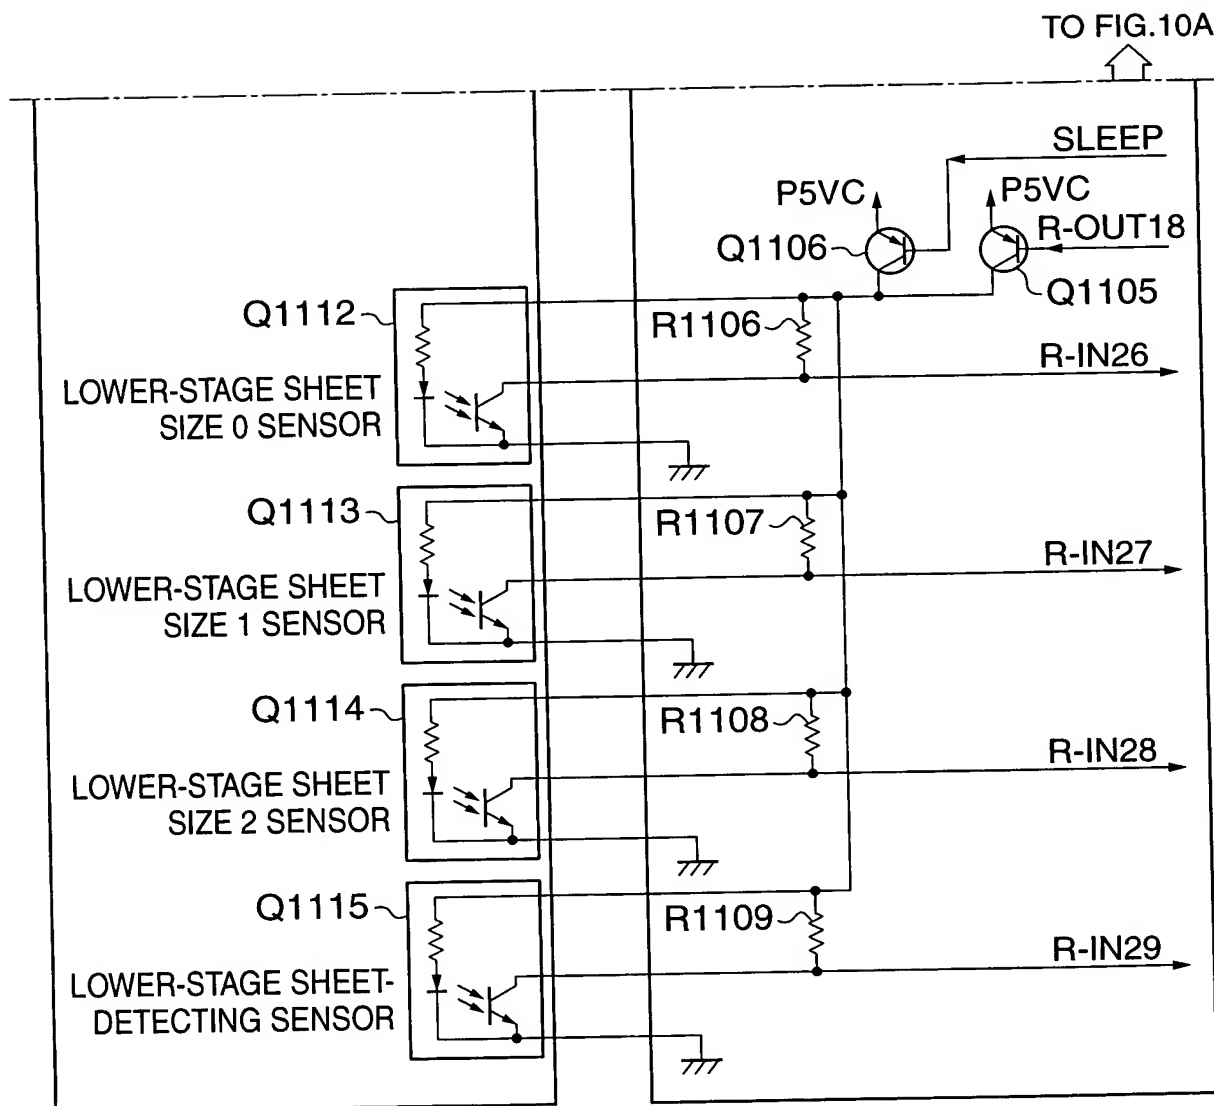 TO FIG.10A
SLEEP
P5VC
P5VC
R-OUT18
Q1106
Q1105
Q1112
R1106
R-IN26
LOWER-STAGE SHEET
SIZE 0 SENSOR
Q1113
R1107
R-IN27
LOWER-STAGE SHEET
SIZE 1 SENSOR
Q1114
R1108
R-IN28
LOWER-STAGE SHEET
SIZE 2 SENSOR
Q1115
R1109
R-IN29
LOWER-STAGE SHEET-
DETECTING SENSOR